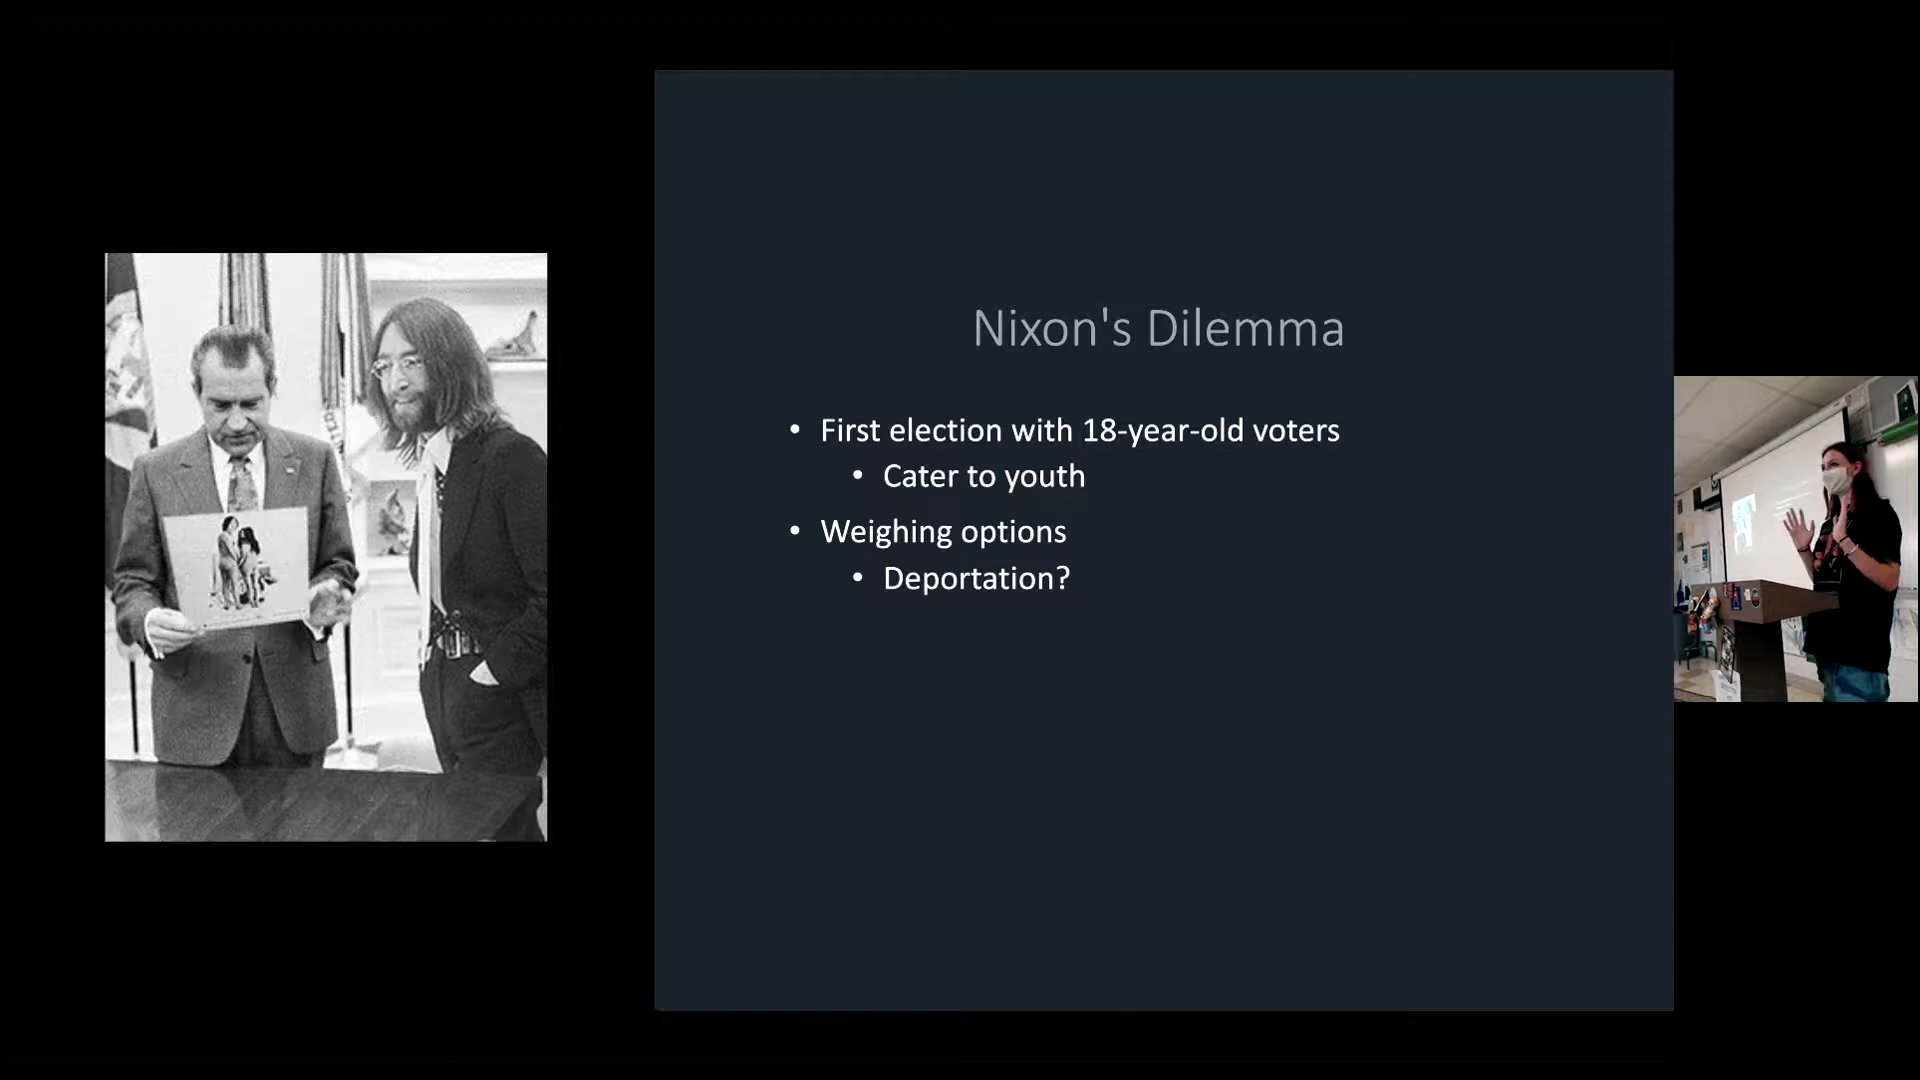 Nixon's Dilemma
• First election with 18-year-old voters
• Cater to youth
• Weighing options
• Deportation?